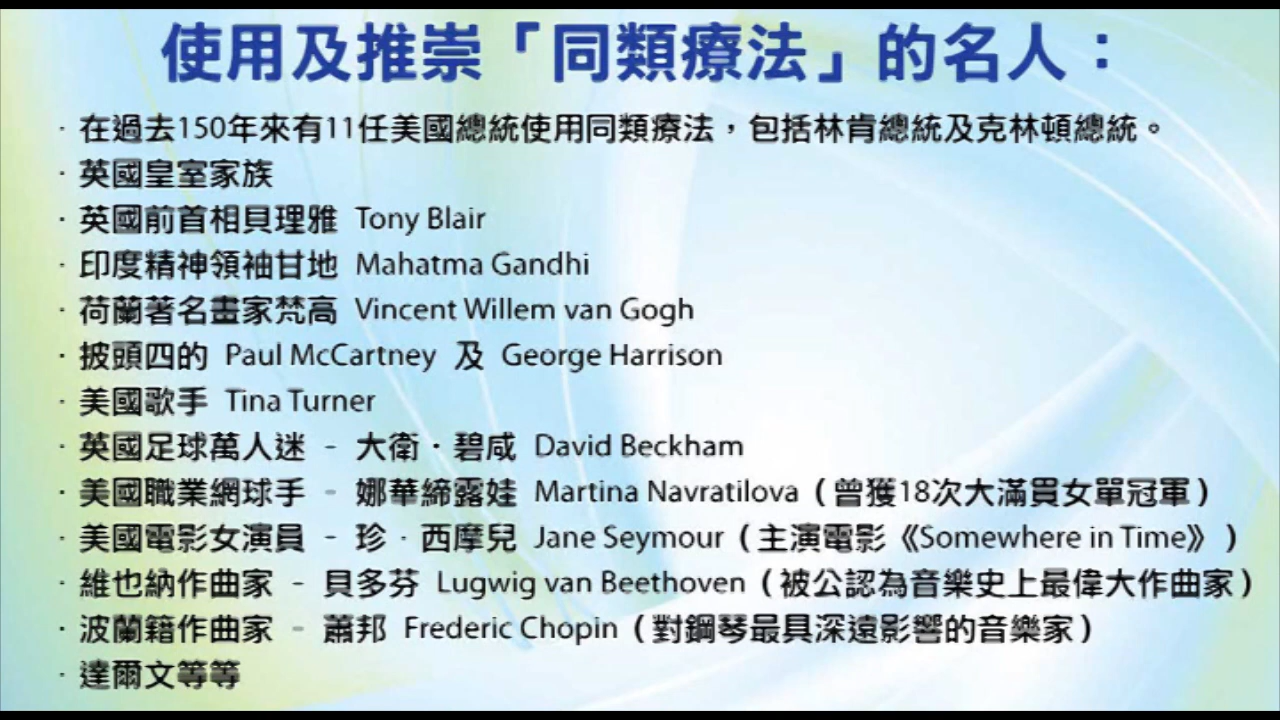 使用及推崇「同類療法」的名人：
· 在過去150年來有11任美國總統使用同類療法，包括林肯總統及克林頓總統。
· 英國皇室家族
· 英國前首相貝理雅 Tony Blair
· 印度精神領袖甘地 Mahatma Gandhi
· 荷蘭著名畫家梵高 Vincent Willem van Gogh
· 披頭四的 Paul McCartney 及 George Harrison
· 美國歌手 Tina Turner
· 英國足球萬人迷 - 大衛·碧咸 David Beckham
· 美國職業網球手 - 娜華締露娃 Martina Navratilova（曾獲18次大滿貫女單冠軍）
· 美國電影女演員 - 珍·西摩兒 Jane Seymour（主演電影《Somewhere in Time》）
· 維也納作曲家 - 貝多芬 Lugwig van Beethoven（被公認為音樂史上最偉大作曲家）
· 波蘭籍作曲家 - 蕭邦 Frederic Chopin（對鋼琴最具深遠影響的音樂家）
· 達爾文等等